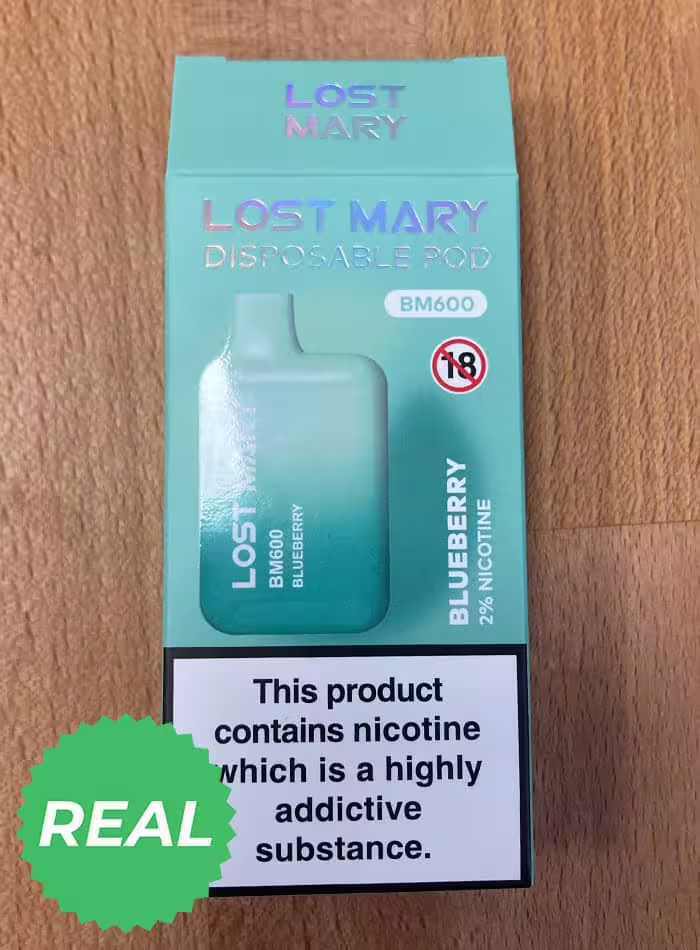 LOST
MARY
LOST MARY
DISPOSABLE POD
BM600
18
LOST MARY
BM600
BLUEBERRY
BLUEBERRY
2% NICOTINE
This product
contains nicotine
which is a highly
addictive
substance.
REAL